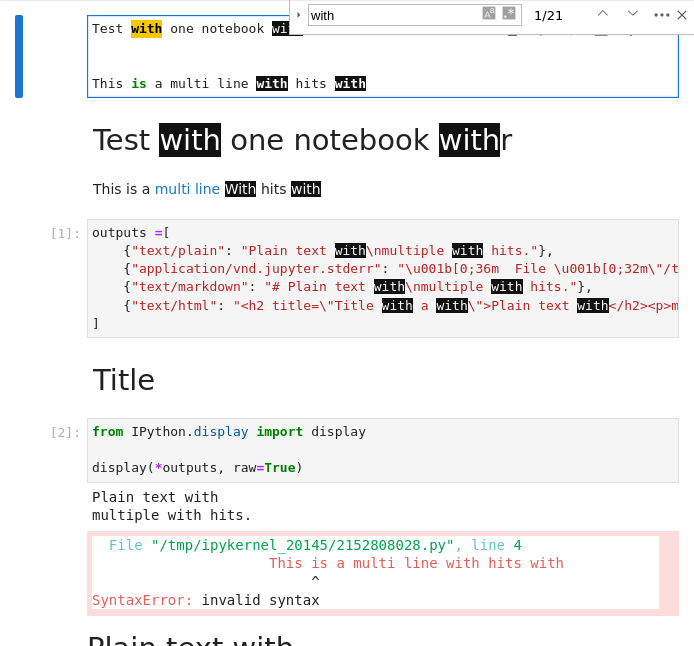 with
1/21
Test with one notebook wi
This is a multi line with hits with
Test with one notebook withr
This is a multi line With hits with
[1]:
outputs =[
{"text/plain": "Plain text with\nmultiple with hits."},
{"application/vnd.jupyter.stderr": "\u001b[0;36m  File \u001b[0;32m\"/t
{"text/markdown": "# Plain text with\nmultiple with hits."},
{"text/html": "<h2 title=\"Title with a with\">Plain text with</h2><p>m
]
Title
[2]:
from IPython.display import display
display(*outputs, raw=True)
Plain text with
multiple with hits.
File "/tmp/ipykernel_20145/2152808028.py", line 4
This is a multi line with hits with
^
SyntaxError: invalid syntax
Plain text with